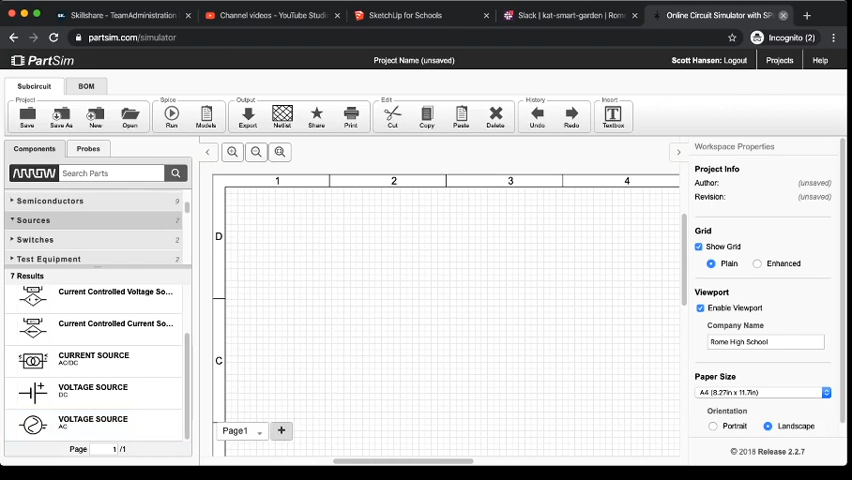 Skillshare - TeamAdministration
Channel videos - YouTube Studi
SketchUp for Schools
Slack | kat-smart-garden | Rom
Online Circuit Simulator with SP
partsim.com/simulator
Incognito (2)
PartSim
Project Name (unsaved)
Scott Hansen: Logout
Projects
Help
Subcircuit
BOM
Project
Spice
Output
Edit
History
Insert
Save
Save As
New
Open
Run
Models
Export
Netlist
Share
Print
Cut
Copy
Paste
Delete
Undo
Redo
Textbox
Components
Probes
ARROW
Search Parts
Semiconductors 9
Sources 7
Switches 2
Test Equipment 2
7 Results
Current Controlled Voltage So...
Current Controlled Current So...
CURRENT SOURCE
AC/DC
VOLTAGE SOURCE
DC
VOLTAGE SOURCE
AC
Page 1 /1
1 2 3 4
D
C
Page1
Workspace Properties
Project Info
Author: (unsaved)
Revision: (unsaved)
Grid
Show Grid
Plain Enhanced
Viewport
Enable Viewport
Company Name
Rome High School
Paper Size
A4 (8.27in x 11.7in)
Orientation
Portrait Landscape
© 2018 Release 2.2.7